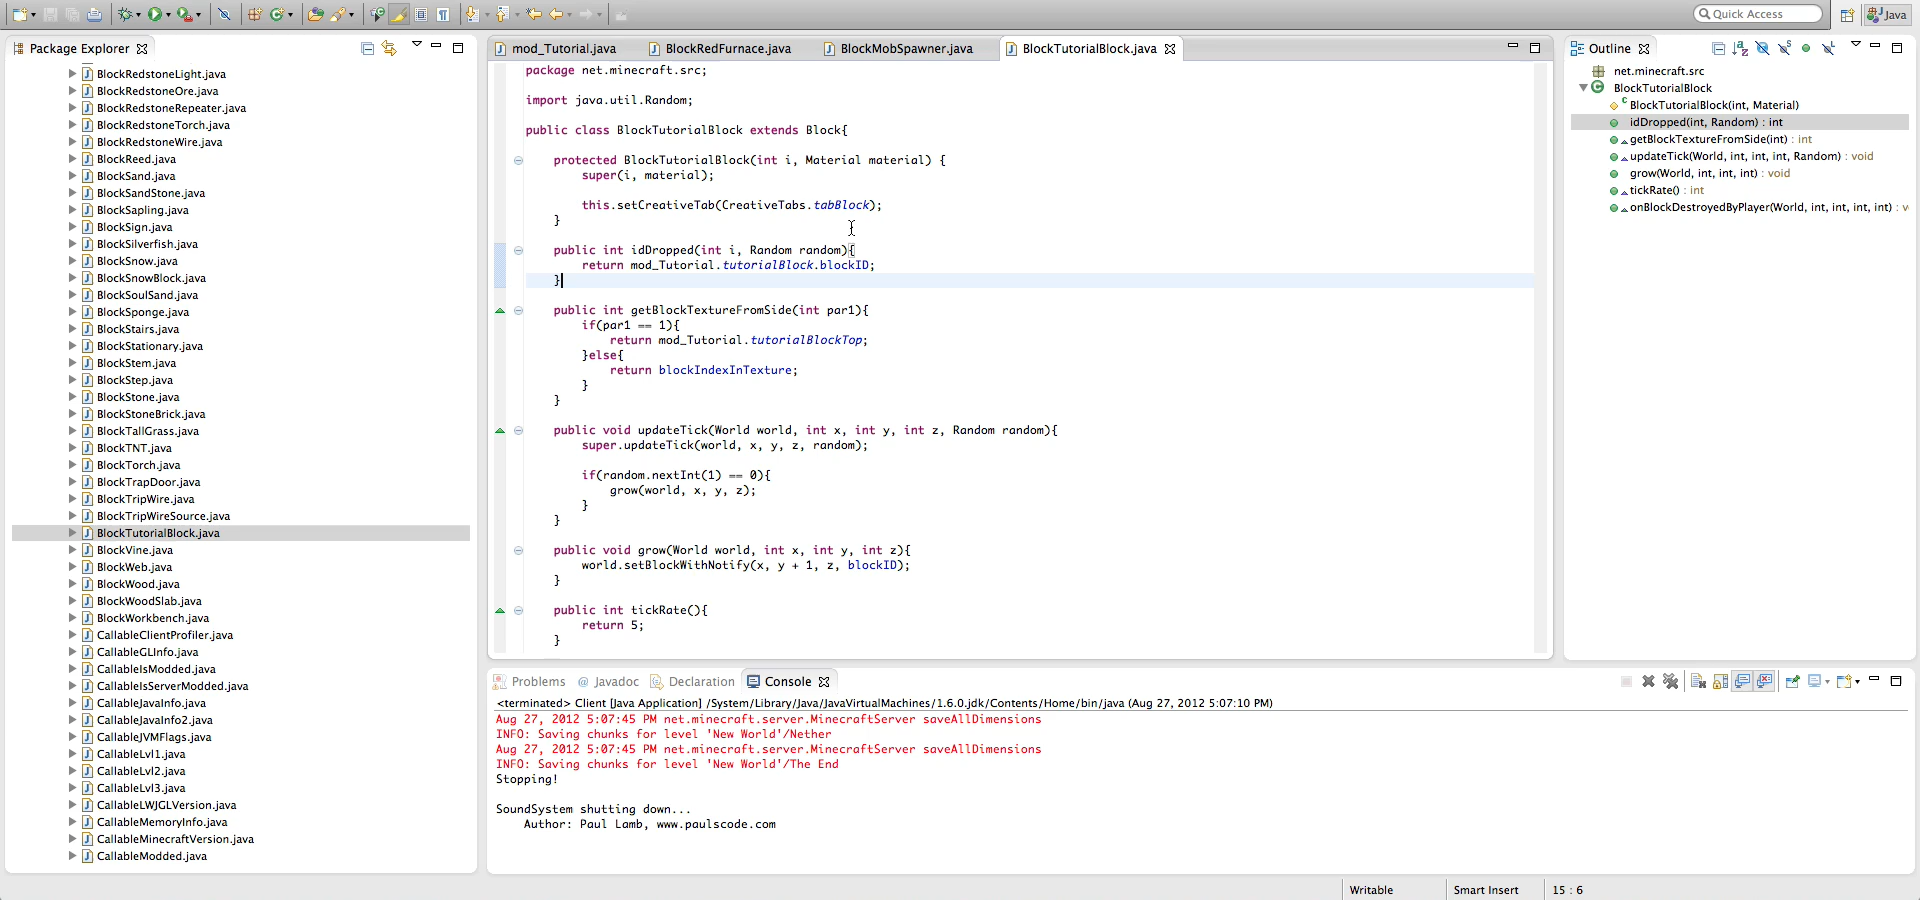 Quick Access
Java
Package Explorer
BlockRedstoneLight.java
BlockRedstoneOre.java
BlockRedstoneRepeater.java
BlockRedstoneTorch.java
BlockRedstoneWire.java
BlockReed.java
BlockSand.java
BlockSandStone.java
BlockSapling.java
BlockSign.java
BlockSilverfish.java
BlockSnow.java
BlockSnowBlock.java
BlockSoulSand.java
BlockSponge.java
BlockStairs.java
BlockStationary.java
BlockStem.java
BlockStep.java
BlockStone.java
BlockStoneBrick.java
BlockTallGrass.java
BlockTNT.java
BlockTorch.java
BlockTrapDoor.java
BlockTripWire.java
BlockTripWireSource.java
BlockTutorialBlock.java
BlockVine.java
BlockWeb.java
BlockWood.java
BlockWoodSlab.java
BlockWorkbench.java
CallableClientProfiler.java
CallableGLInfo.java
CallableIsModded.java
CallableIsServerModded.java
CallableJavaInfo.java
CallableJavaInfo2.java
CallableJVMFlags.java
CallableLvl1.java
CallableLvl2.java
CallableLvl3.java
CallableLWJGLVersion.java
CallableMemoryInfo.java
CallableMinecraftVersion.java
CallableModded.java
mod_Tutorial.java BlockRedFurnace.java BlockMobSpawner.java BlockTutorialBlock.java
package net.minecraft.src;
import java.util.Random;
public class BlockTutorialBlock extends Block{
protected BlockTutorialBlock(int i, Material material) {
super(i, material);
this.setCreativeTab(CreativeTabs.tabBlock);
}
public int idDropped(int i, Random random){
return mod_Tutorial.tutorialBlock.blockID;
}
public int getBlockTextureFromSide(int par1){
if(par1 == 1){
return mod_Tutorial.tutorialBlockTop;
}else{
return blockIndexInTexture;
}
}
public void updateTick(World world, int x, int y, int z, Random random){
super.updateTick(world, x, y, z, random);
if(random.nextInt(1) == 0){
grow(world, x, y, z);
}
}
public void grow(World world, int x, int y, int z){
world.setBlockWithNotify(x, y + 1, z, blockID);
}
public int tickRate(){
return 5;
}
Outline
net.minecraft.src
BlockTutorialBlock
BlockTutorialBlock(int, Material)
idDropped(int, Random) : int
getBlockTextureFromSide(int) : int
updateTick(World, int, int, int, Random) : void
grow(World, int, int, int) : void
tickRate() : int
onBlockDestroyedByPlayer(World, int, int, int, int) : v
Problems @ Javadoc Declaration Console
<terminated> Client [Java Application] /System/Library/Java/JavaVirtualMachines/1.6.0.jdk/Contents/Home/bin/java (Aug 27, 2012 5:07:10 PM)
Aug 27, 2012 5:07:45 PM net.minecraft.server.MinecraftServer saveAllDimensions
INFO: Saving chunks for level 'New World'/Nether
Aug 27, 2012 5:07:45 PM net.minecraft.server.MinecraftServer saveAllDimensions
INFO: Saving chunks for level 'New World'/The End
Stopping!
SoundSystem shutting down...
Author: Paul Lamb, www.paulscode.com
Writable Smart Insert 15 : 6